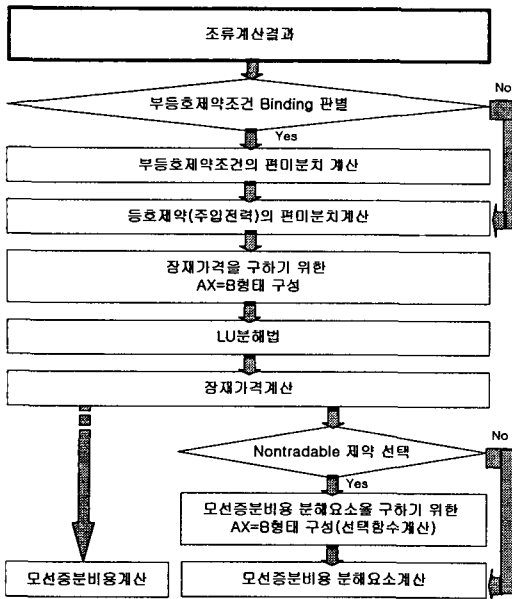 조류계산결과
부등호제약조건 Binding 판별
No
Yes
부등호제약조건의 편미분치 계산
등호제약(주입전력)의 편미분치계산
잠재가격을 구하기 위한
AX=B형태 구성
LU분해법
잠재가격계산
Nontradable 제약 선택
No
Yes
모선증분비용 분해요소을 구하기 위한
AX=B형태 구성(선택함수계산)
모선증분비용계산
모선증분비용 분해요소계산